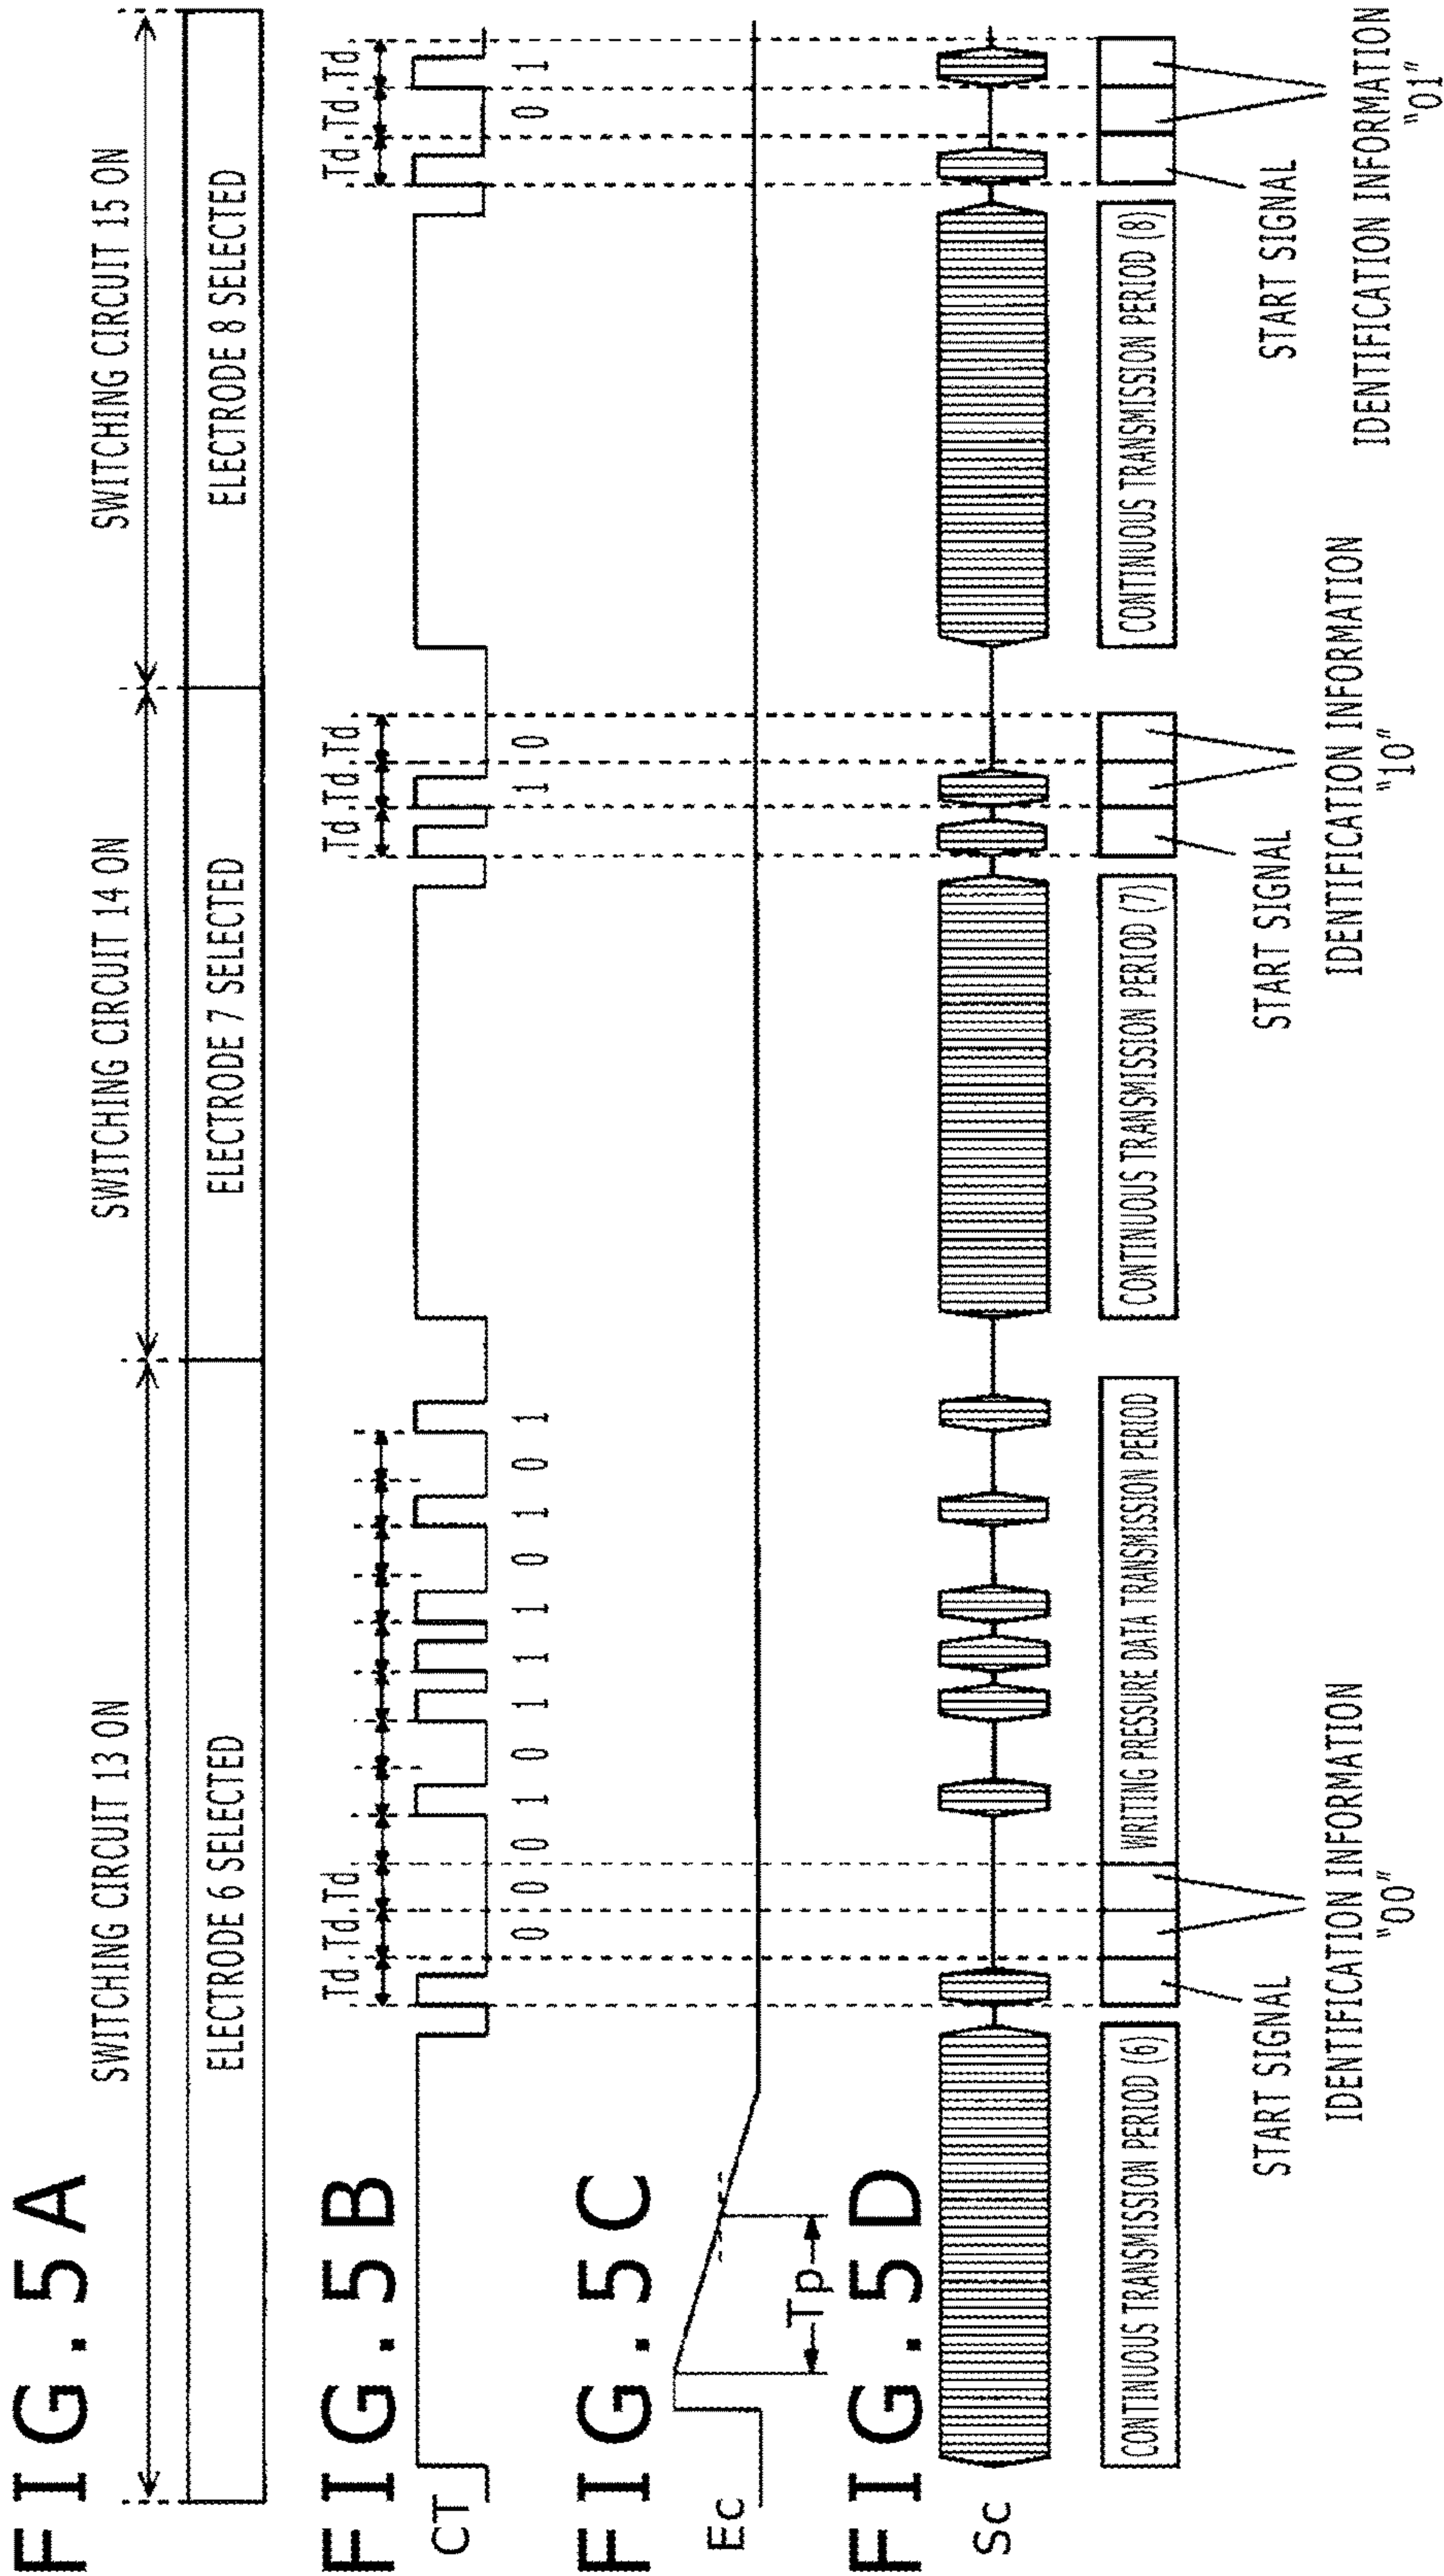 FIG.5A
SWITCHING CIRCUIT 13 ON
SWITCHING CIRCUIT 14 ON
SWITCHING CIRCUIT 15 ON
ELECTRODE 6 SELECTED
ELECTRODE 7 SELECTED
ELECTRODE 8 SELECTED
FIG.5B
Td Td Td
Td Td Td
Td Td Td
CT
0 0 0 1 0 1 1 1 0 1 0 1
1 0
0 1
FIG.5C
Ec
Tp
FIG.5D
Sc
CONTINUOUS TRANSMISSION PERIOD (6)
WRITING PRESSURE DATA TRANSMISSION PERIOD
CONTINUOUS TRANSMISSION PERIOD (7)
CONTINUOUS TRANSMISSION PERIOD (8)
START SIGNAL
START SIGNAL
START SIGNAL
IDENTIFICATION INFORMATION
"00"
IDENTIFICATION INFORMATION
"10"
IDENTIFICATION INFORMATION
"01"